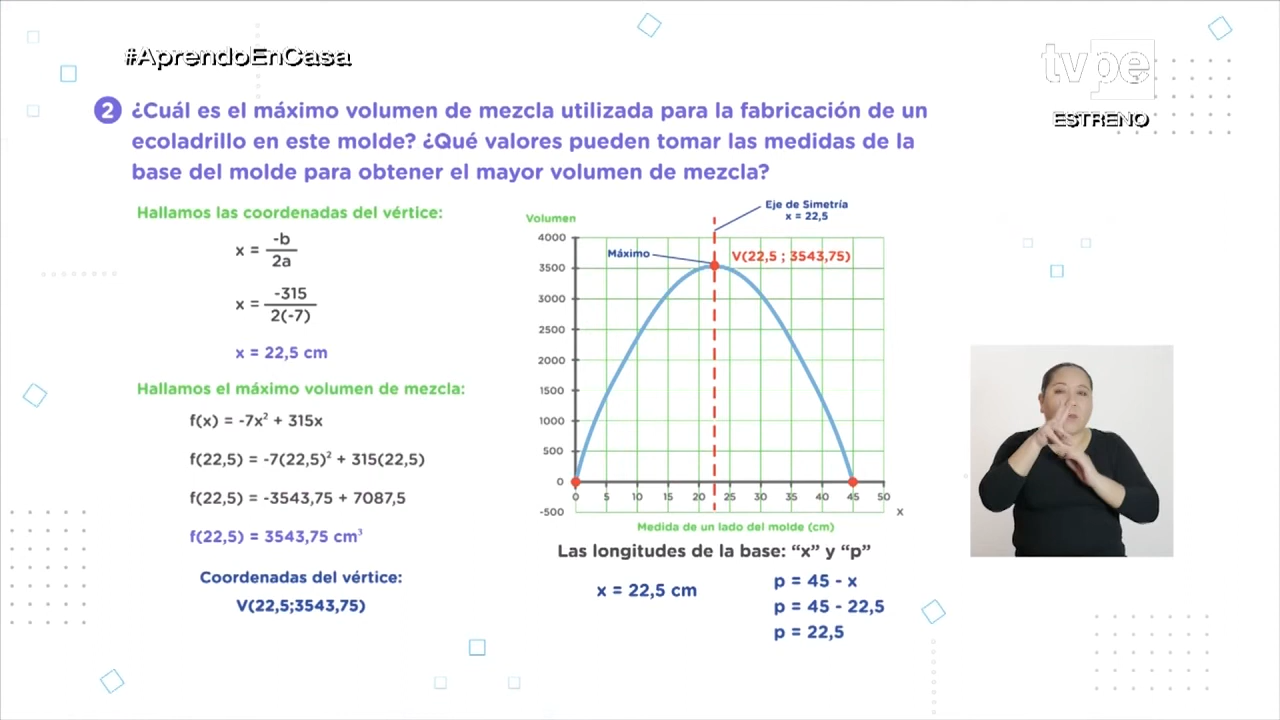 #AprendoEnCasa
tvpe
ESTRENO
2 ¿Cuál es el máximo volumen de mezcla utilizada para la fabricación de un
ecoladrillo en este molde? ¿Qué valores pueden tomar las medidas de la
base del molde para obtener el mayor volumen de mezcla?
Hallamos las coordenadas del vértice:
x = -b / 2a
x = -315 / 2(-7)
x = 22,5 cm
Hallamos el máximo volumen de mezcla:
f(x) = -7x² + 315x
f(22,5) = -7(22,5)² + 315(22,5)
f(22,5) = -3543,75 + 7087,5
f(22,5) = 3543,75 cm³
Coordenadas del vértice:
V(22,5;3543,75)
Eje de Simetría
x = 22,5
Volumen
Máximo
V(22,5 ; 3543,75)
4000
3500
3000
2500
2000
1500
1000
500
0
-500
0 5 10 15 20 25 30 35 40 45 50
x
Medida de un lado del molde (cm)
Las longitudes de la base: “x” y “p”
x = 22,5 cm
p = 45 - x
p = 45 - 22,5
p = 22,5